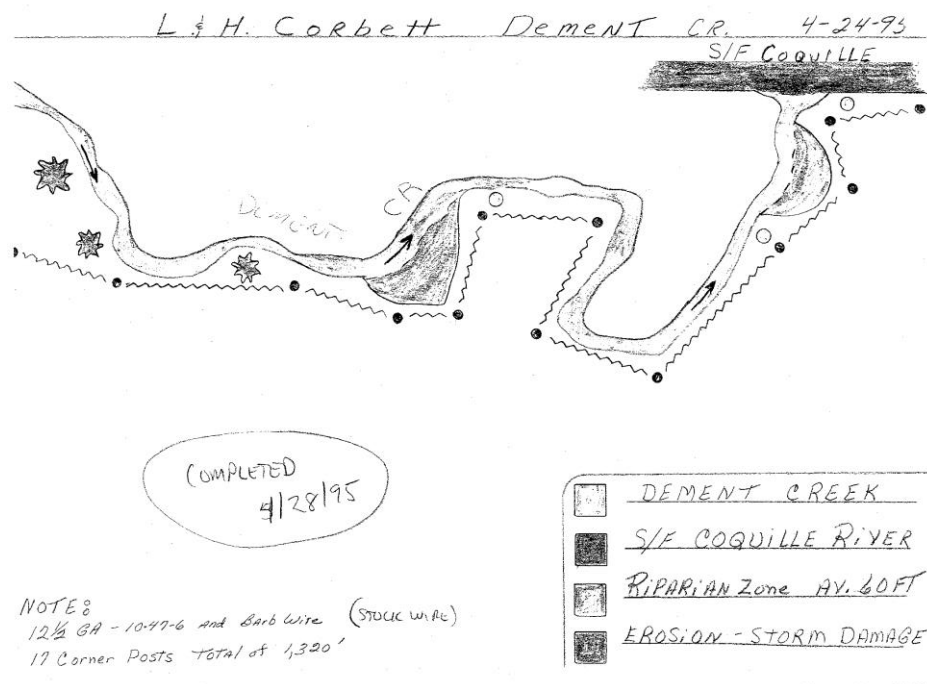 L & H. CORBETT DEMENT CR. 4-24-95
S/F COQUILLE
DEMENT CR
COMPLETED
4/28/95
DEMENT CREEK
S/F COQUILLE RIVER
RIPARIAN Zone AV. 60FT
EROSION - STORM DAMAGE
NOTE:
12½ GA - 10-47-6 and Barb Wire (STOCK WIRE)
17 Corner Posts Total of 1,320'